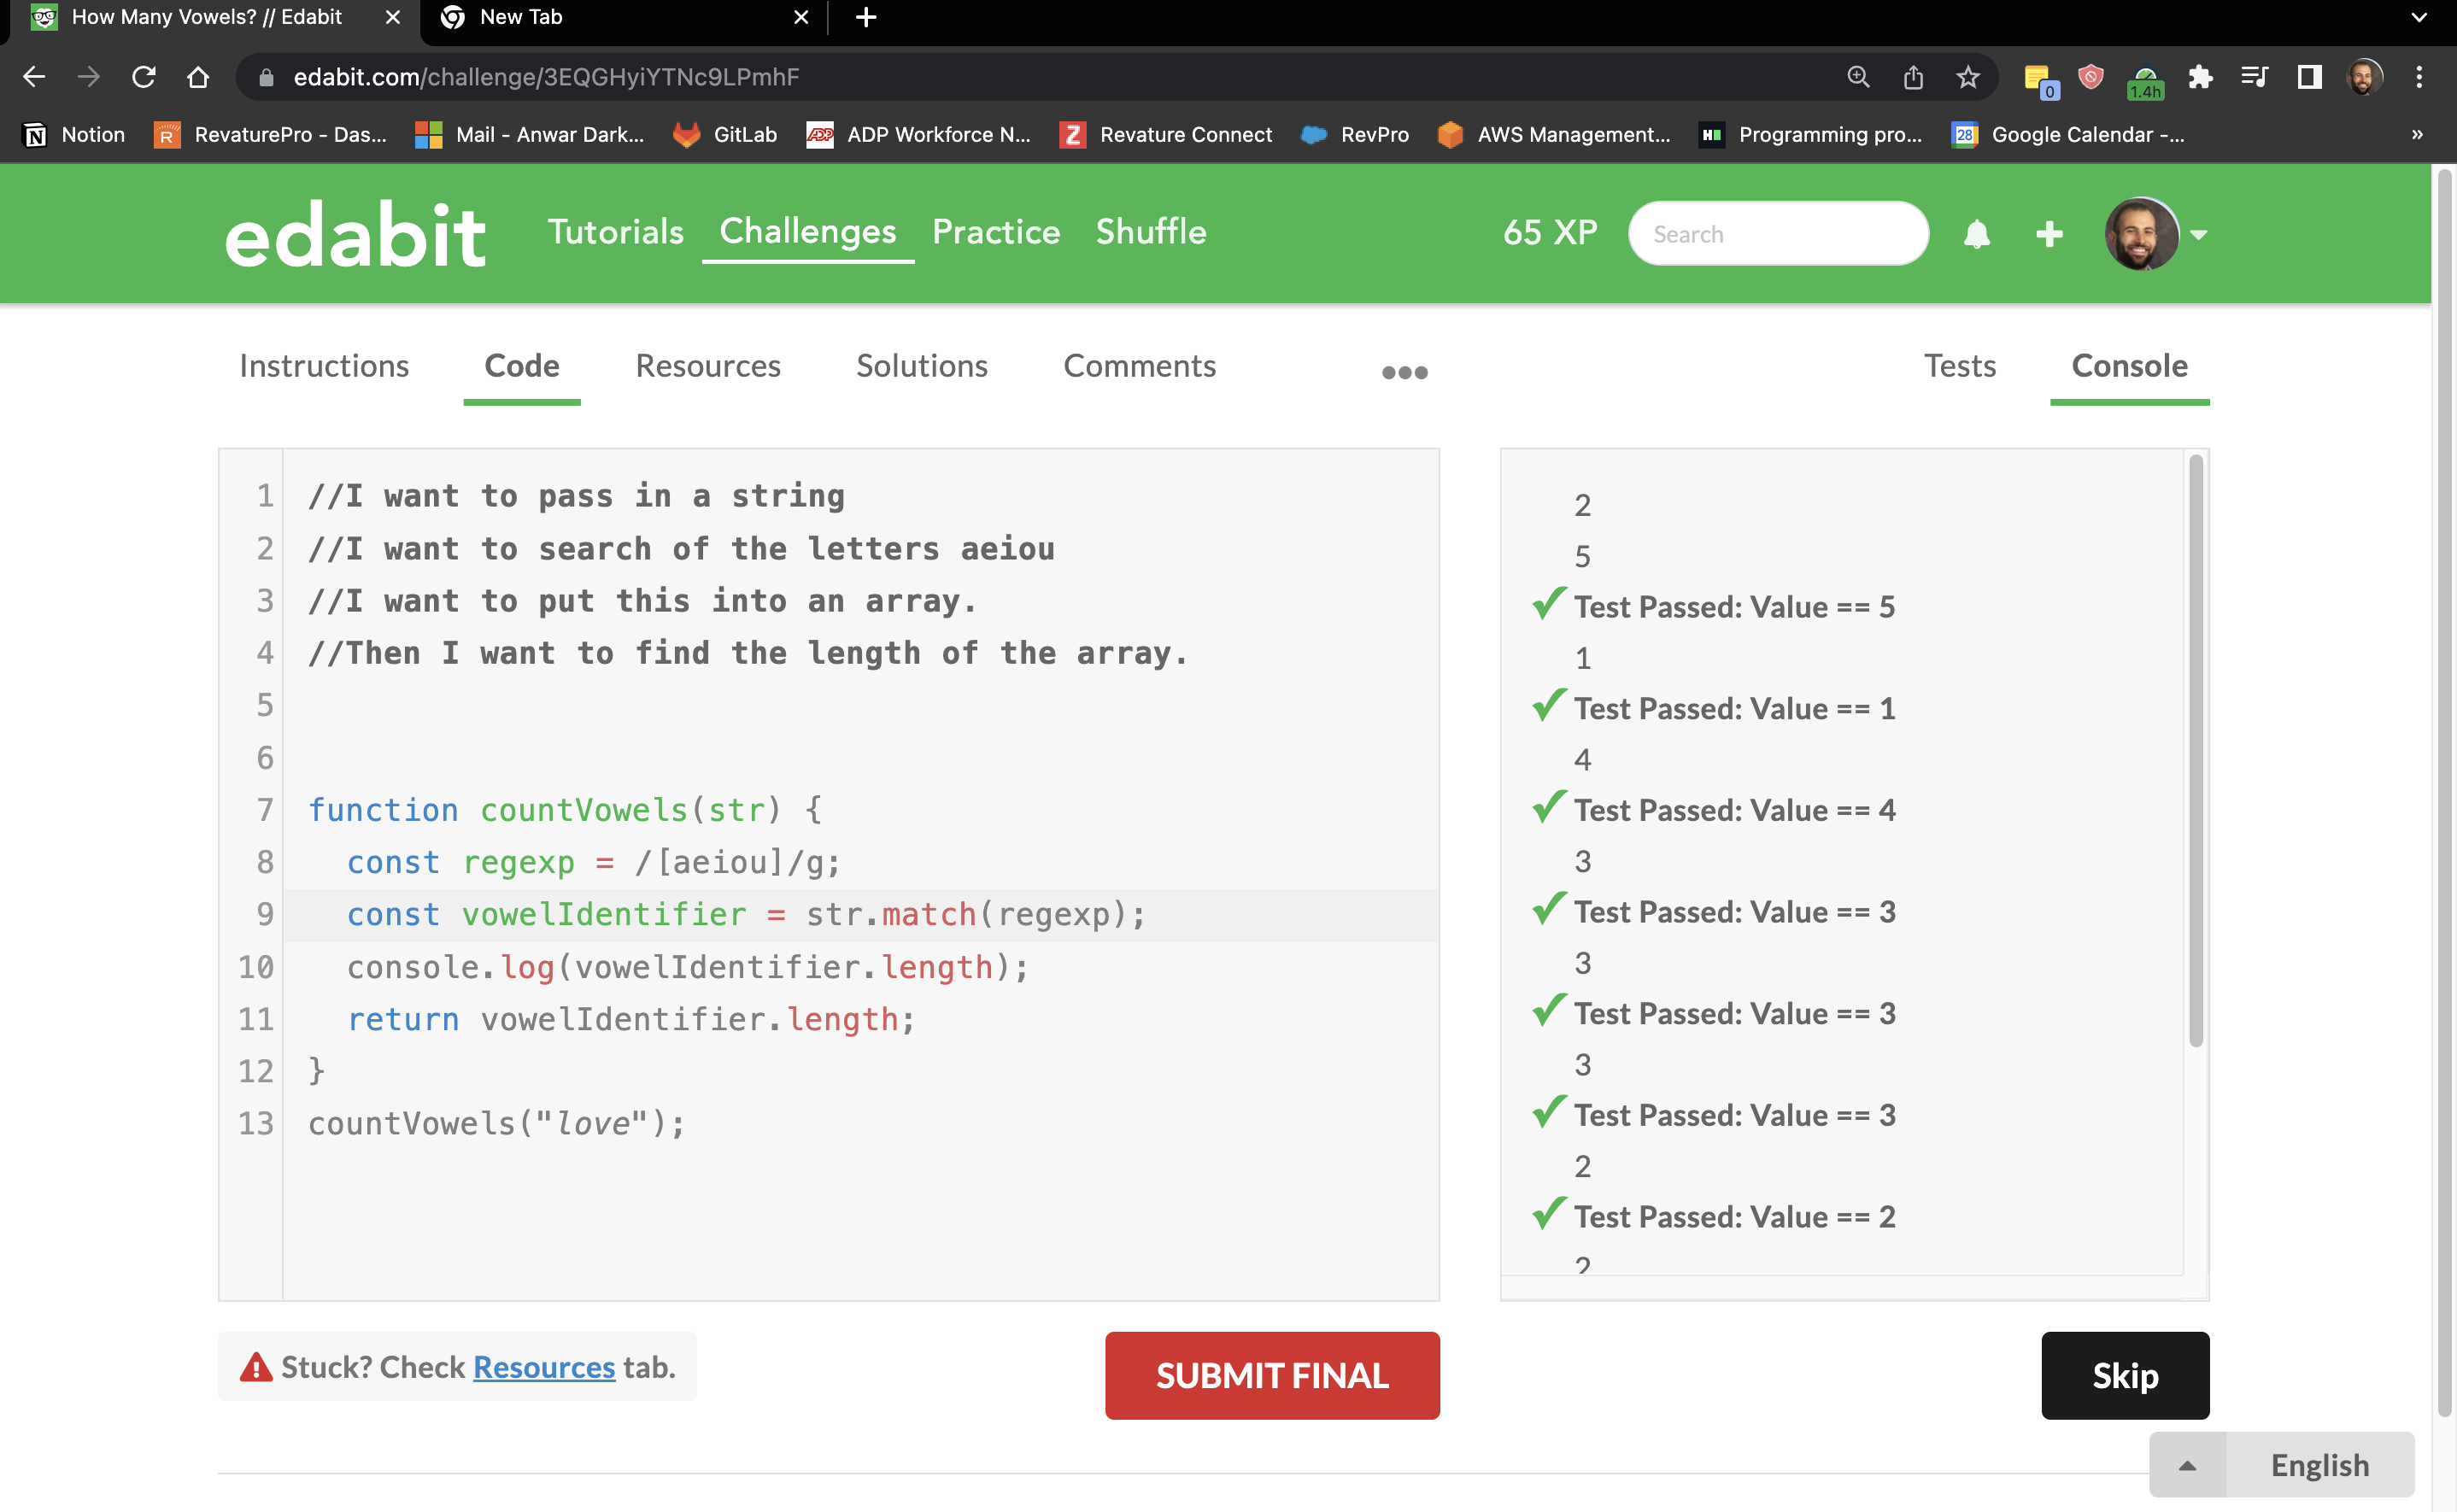 How Many Vowels? // Edabit
New Tab
edabit.com/challenge/3EQGHyiYTNc9LPmhF
0
1.4h
Notion
R
RevaturePro - Das...
Mail - Anwar Dark...
GitLab
ADP
ADP Workforce N...
Z
Revature Connect
RevPro
AWS Management...
H
Programming pro...
28
Google Calendar -...
»
edabit
Tutorials
Challenges
Practice
Shuffle
65 XP
Search
Instructions
Code
Resources
Solutions
Comments
Tests
Console
1 //I want to pass in a string
2 //I want to search of the letters aeiou
3 //I want to put this into an array.
4 //Then I want to find the length of the array.
5
6
7 function countVowels(str) {
8   const regexp = /[aeiou]/g;
9   const vowelIdentifier = str.match(regexp);
10   console.log(vowelIdentifier.length);
11   return vowelIdentifier.length;
12 }
13 countVowels("love");
2
5
Test Passed: Value == 5
1
Test Passed: Value == 1
4
Test Passed: Value == 4
3
Test Passed: Value == 3
3
Test Passed: Value == 3
3
Test Passed: Value == 3
2
Test Passed: Value == 2
2
Stuck? Check Resources tab.
SUBMIT FINAL
Skip
English